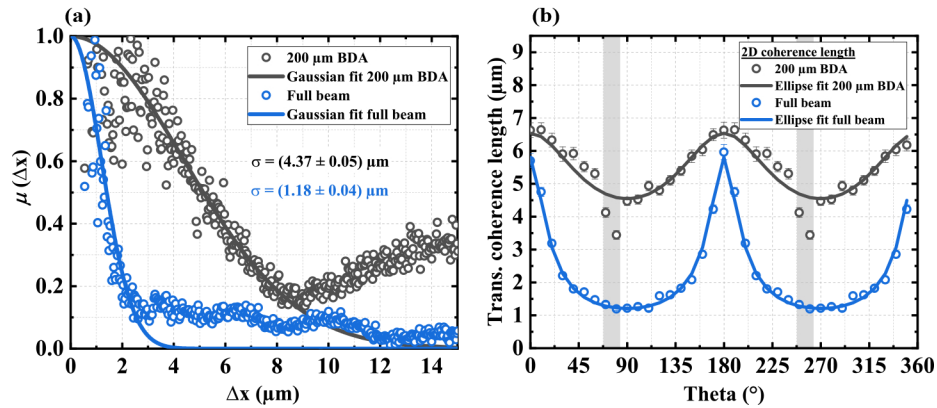 (a)
1.0
0.8
0.6
0.4
0.2
0.0
μ (Δx)
200 μm BDA
Gaussian fit 200 μm BDA
Full beam
Gaussian fit full beam
σ = (4.37 ± 0.05) μm
σ = (1.18 ± 0.04) μm
0 2 4 6 8 10 12 14
Δx (μm)
(b)
9
8
7
6
5
4
3
2
1
0
Trans. coherence length (μm)
2D coherence length
200 μm BDA
Ellipse fit 200 μm BDA
Full beam
Ellipse fit full beam
0 45 90 135 180 225 270 315 360
Theta (°)